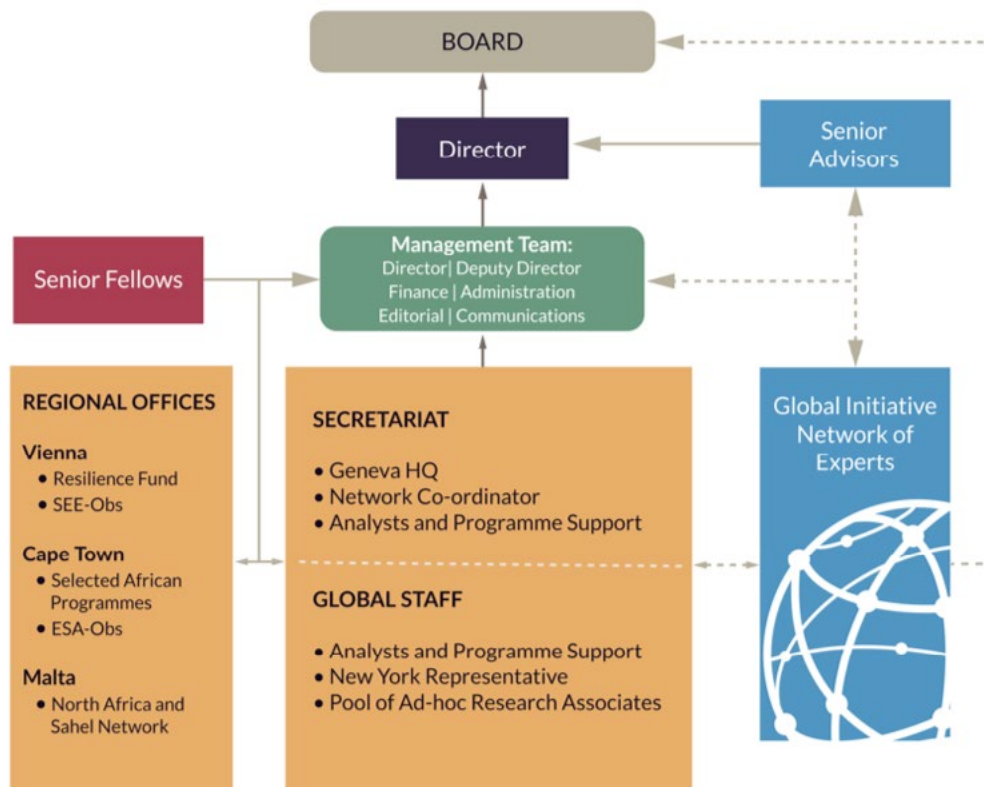 BOARD
Director
Senior
Advisors
Senior Fellows
Management Team:
Director| Deputy Director
Finance | Administration
Editorial | Communications
REGIONAL OFFICES
Vienna
• Resilience Fund
• SEE-Obs
Cape Town
• Selected African
Programmes
• ESA-Obs
Malta
• North Africa and
Sahel Network
SECRETARIAT
• Geneva HQ
• Network Co-ordinator
• Analysts and Programme Support
GLOBAL STAFF
• Analysts and Programme Support
• New York Representative
• Pool of Ad-hoc Research Associates
Global Initiative
Network of
Experts